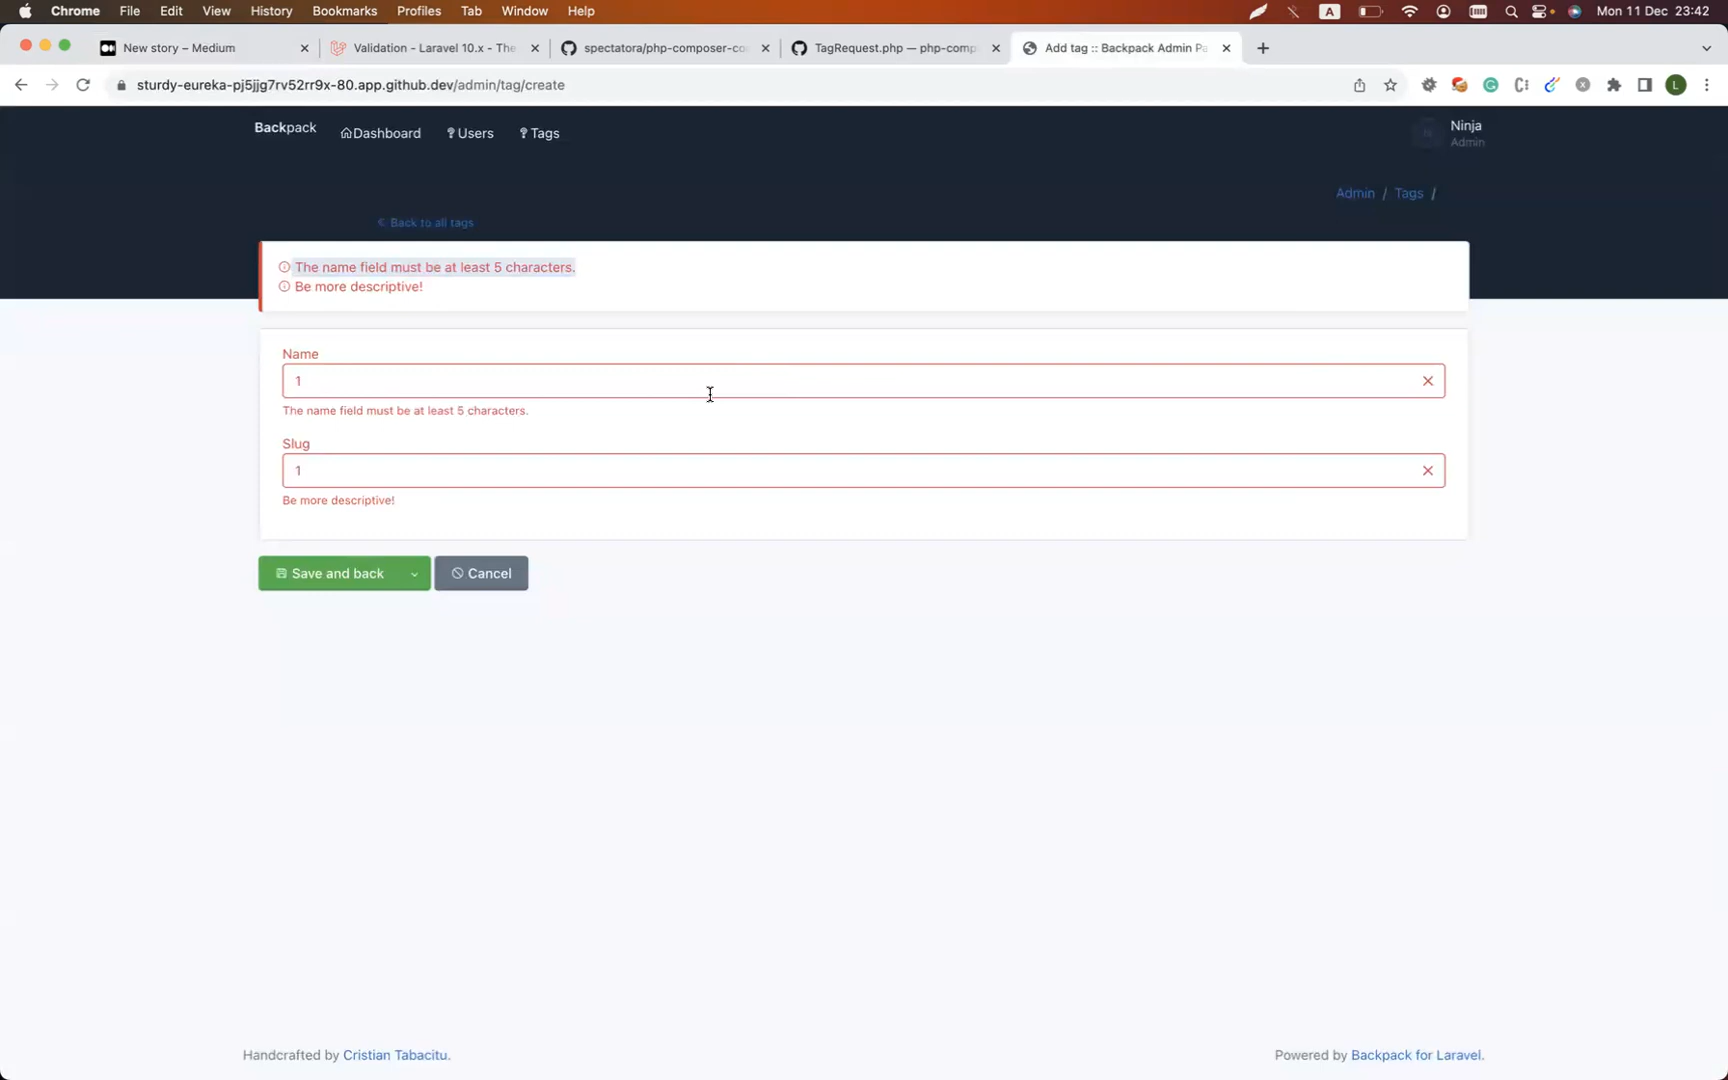 Chrome File Edit View History Bookmarks Profiles Tab Window Help A Mon 11 Dec 23:42
New story – Medium Validation - Laravel 10.x - The spectatora/php-composer-co TagRequest.php — php-comp Add tag :: Backpack Admin Pa
sturdy-eureka-pj5jjg7rv52rr9x-80.app.github.dev/admin/tag/create L
Backpack Dashboard Users Tags Ninja
Admin
Admin / Tags /
Back to all tags
The name field must be at least 5 characters.
Be more descriptive!
Name
1
The name field must be at least 5 characters.
Slug
1
Be more descriptive!
Save and back Cancel
Handcrafted by Cristian Tabacitu. Powered by Backpack for Laravel.